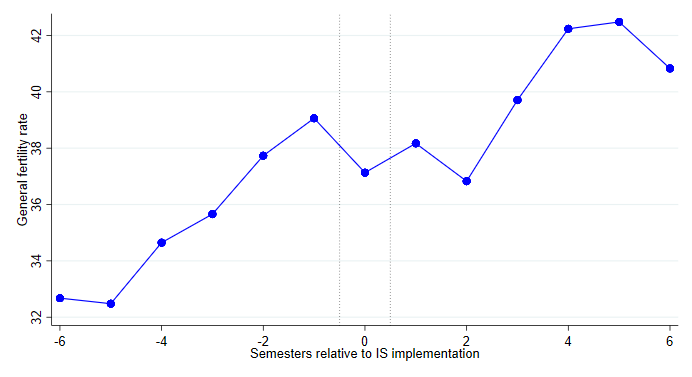 General fertility rate
42
40
38
36
34
32
-6 -4 -2 0 2 4 6
Semesters relative to IS implementation